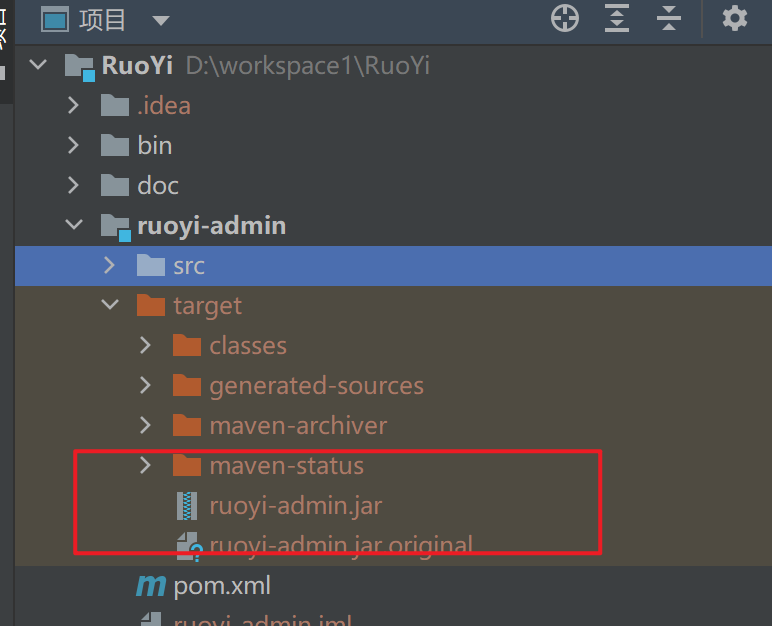 项目
RuoYi D:\workspace1\RuoYi
.idea
bin
doc
ruoyi-admin
src
target
classes
generated-sources
maven-archiver
maven-status
ruoyi-admin.jar
ruoyi-admin.jar.original
pom.xml
ruoyi-admin.iml